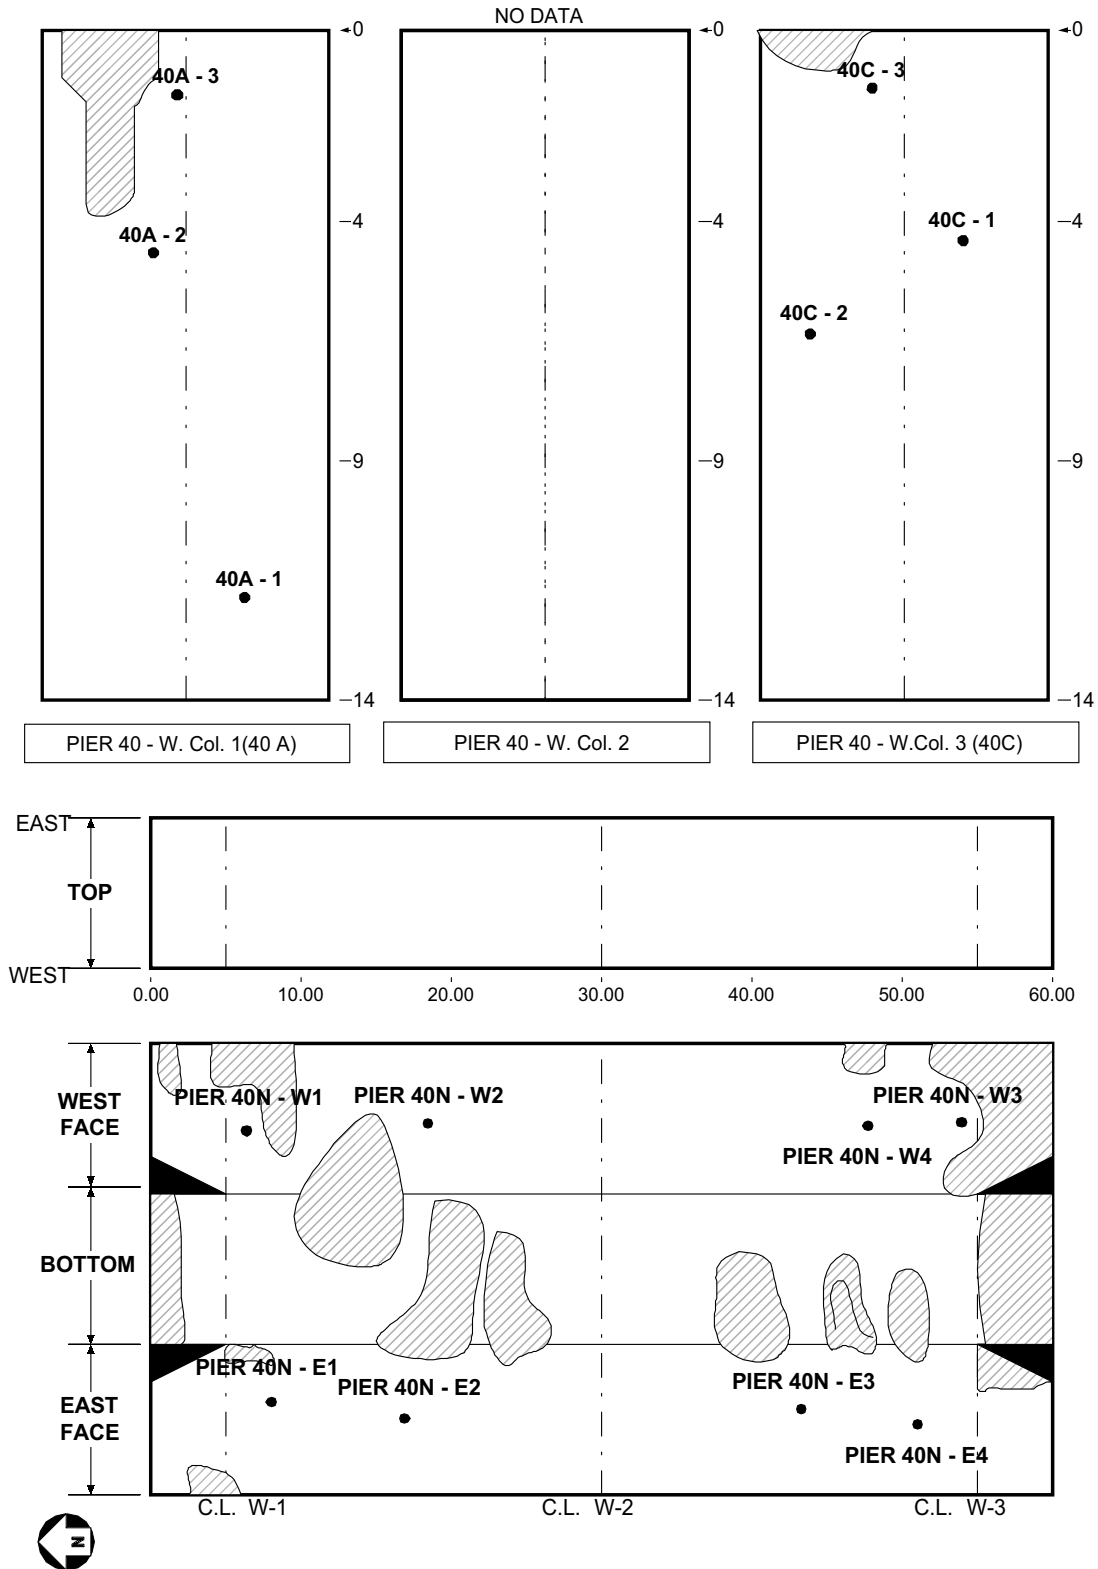 NO DATA
0
0
0
40A - 3
40C - 3
4
4
4
40A - 2
40C - 1
40C - 2
9
9
9
40A - 1
14
14
14
PIER 40 - W. Col. 1(40 A)
PIER 40 - W. Col. 2
PIER 40 - W.Col. 3 (40C)
EAST
TOP
WEST
0.00
10.00
20.00
30.00
40.00
50.00
60.00
WEST
FACE
PIER 40N - W1
PIER 40N - W2
PIER 40N - W3
PIER 40N - W4
BOTTOM
EAST
FACE
PIER 40N - E1
PIER 40N - E2
PIER 40N - E3
PIER 40N - E4
C.L. W-1
C.L. W-2
C.L. W-3
N